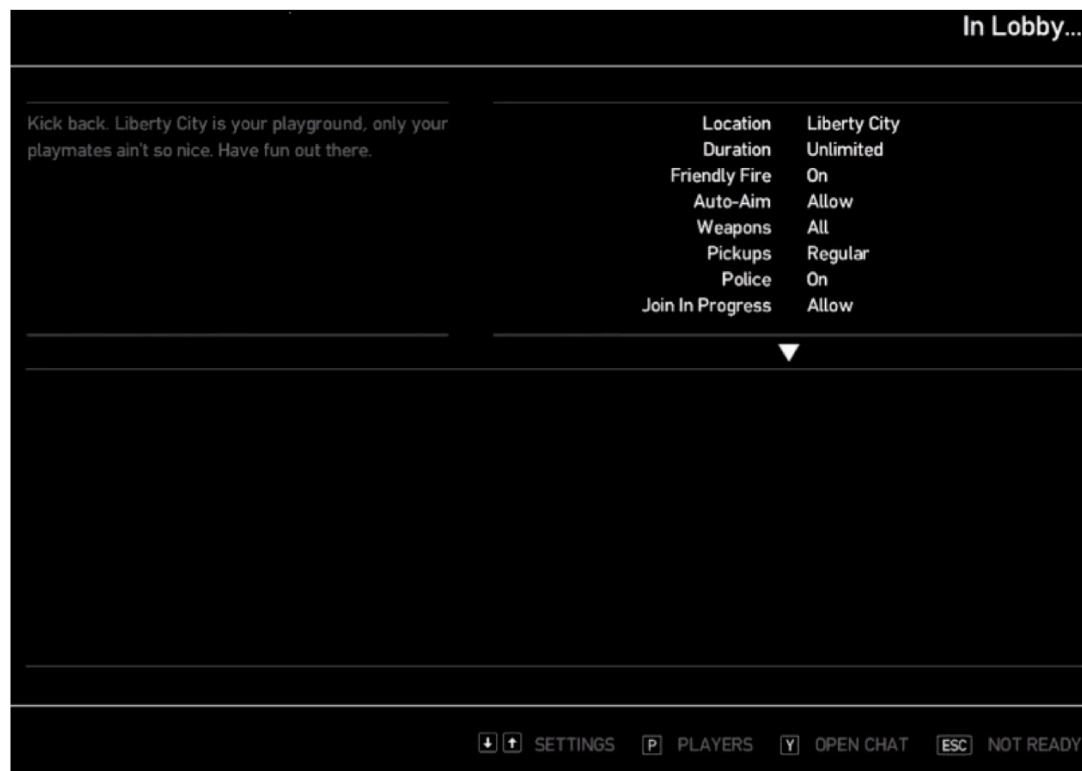 In Lobby...
Kick back. Liberty City is your playground, only your
playmates ain't so nice. Have fun out there.
Location Liberty City
Duration Unlimited
Friendly Fire On
Auto-Aim Allow
Weapons All
Pickups Regular
Police On
Join In Progress Allow
SETTINGS P PLAYERS Y OPEN CHAT ESC NOT READY